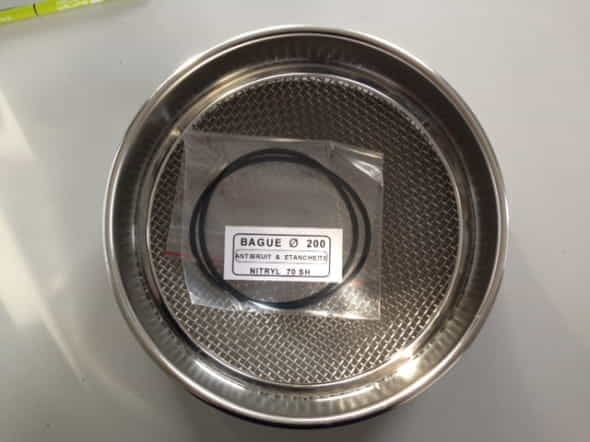 BAGUE Ø 200
ANTIBRUIT & ETANCHEITE
NITRYL 70 SH